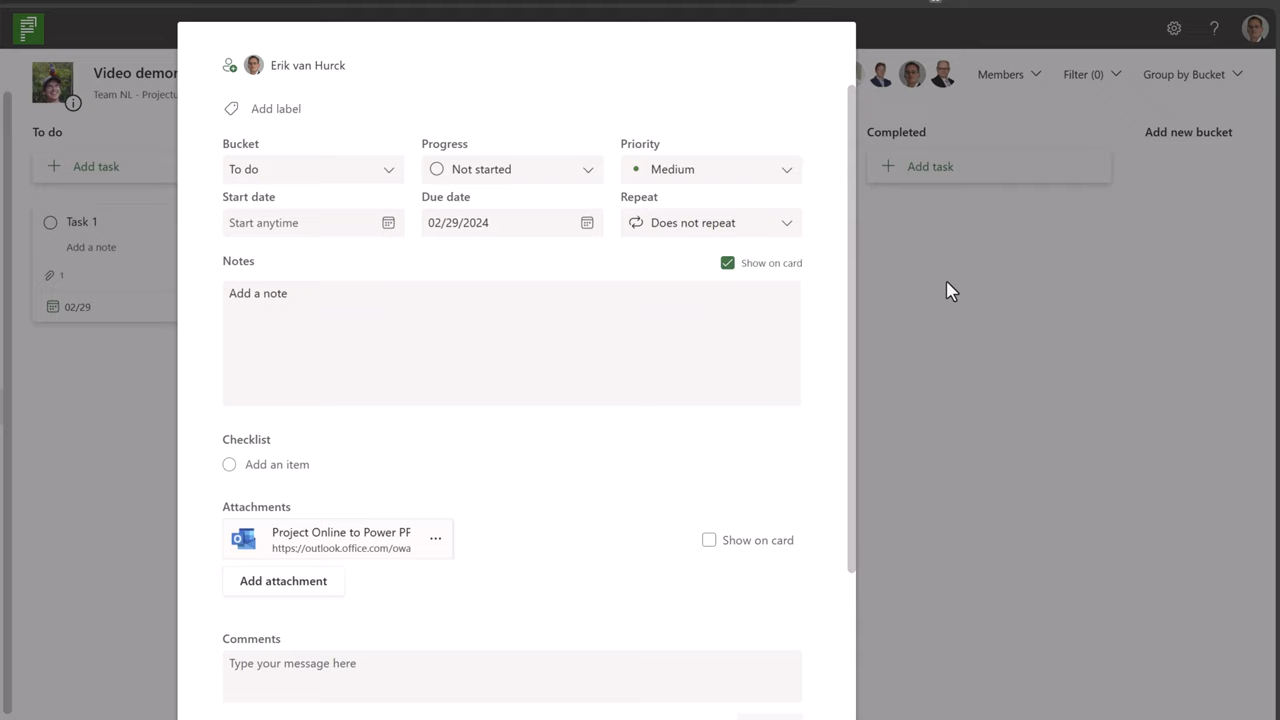 Video demor
Team NL - Projectu
Members
Filter (0)
Group by Bucket
To do
Add task
Task 1
Add a note
1
02/29
Erik van Hurck
Add label
Bucket
Progress
Priority
To do
Not started
Medium
Start date
Due date
Repeat
Start anytime
02/29/2024
Does not repeat
Notes
Show on card
Add a note
Checklist
Add an item
Attachments
Project Online to Power PF
https://outlook.office.com/owa
Show on card
Add attachment
Comments
Type your message here
Completed
Add task
Add new bucket